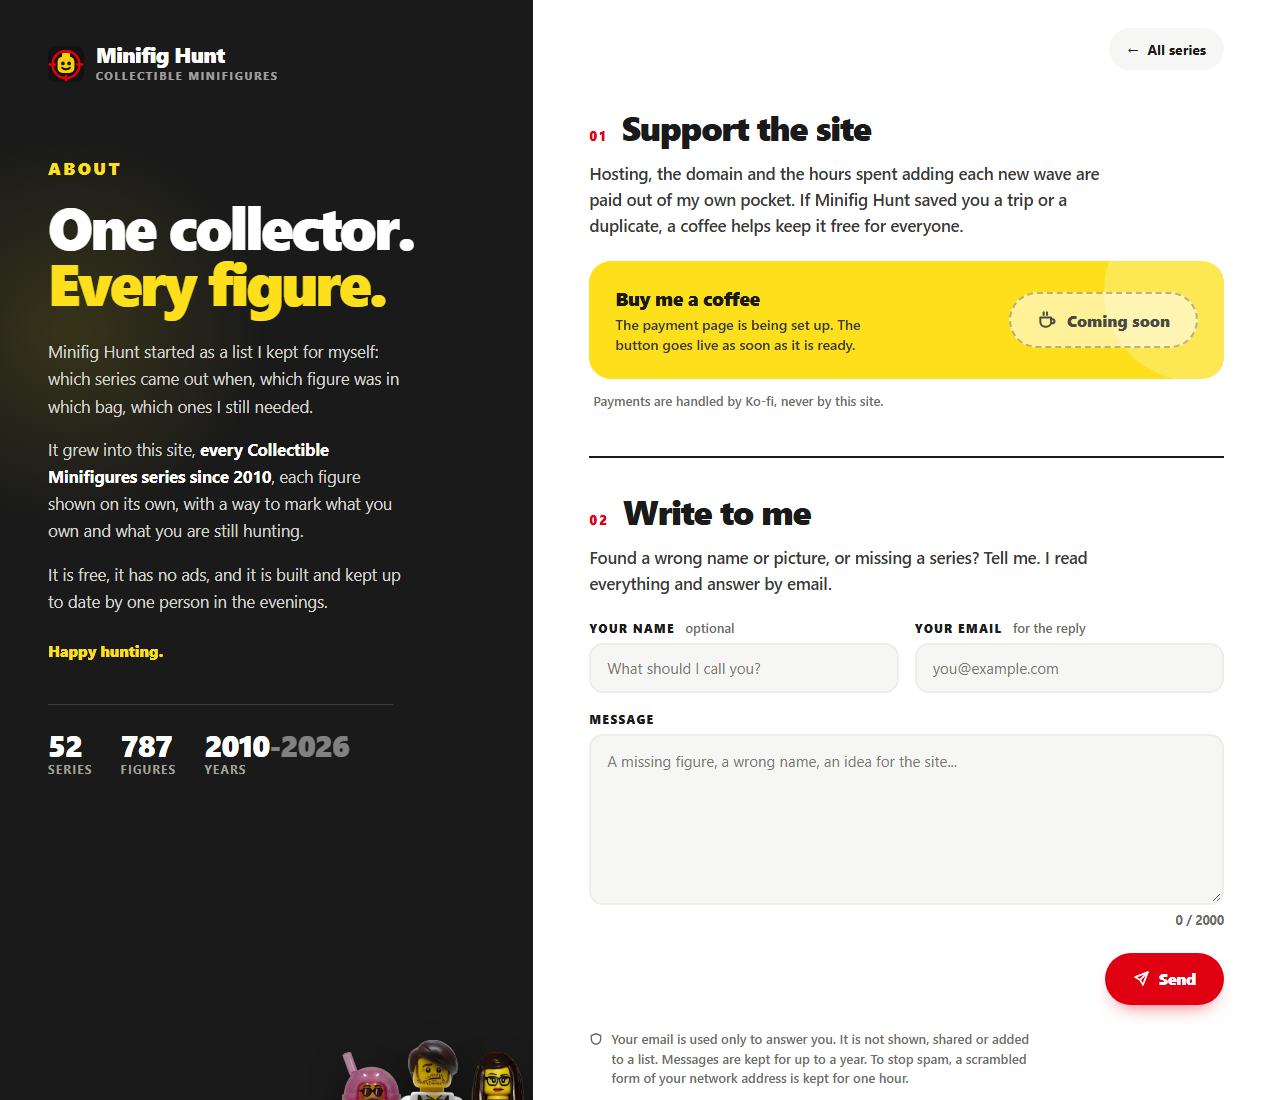 Minifig Hunt
COLLECTIBLE MINIFIGURES
ABOUT
One collector.
Every figure.
Minifig Hunt started as a list I kept for myself:
which series came out when, which figure was in
which bag, which ones I still needed.
It grew into this site, every Collectible
Minifigures series since 2010, each figure
shown on its own, with a way to mark what you
own and what you are still hunting.
It is free, it has no ads, and it is built and kept up
to date by one person in the evenings.
Happy hunting.
52 787 2010-2026
SERIES FIGURES YEARS
← All series
01 Support the site
Hosting, the domain and the hours spent adding each new wave are
paid out of my own pocket. If Minifig Hunt saved you a trip or a
duplicate, a coffee helps keep it free for everyone.
Buy me a coffee
The payment page is being set up. The
button goes live as soon as it is ready.
Coming soon
Payments are handled by Ko-fi, never by this site.
02 Write to me
Found a wrong name or picture, or missing a series? Tell me. I read
everything and answer by email.
YOUR NAME optional
What should I call you?
YOUR EMAIL for the reply
you@example.com
MESSAGE
A missing figure, a wrong name, an idea for the site...
0 / 2000
Send
Your email is used only to answer you. It is not shown, shared or added
to a list. Messages are kept for up to a year. To stop spam, a scrambled
form of your network address is kept for one hour.